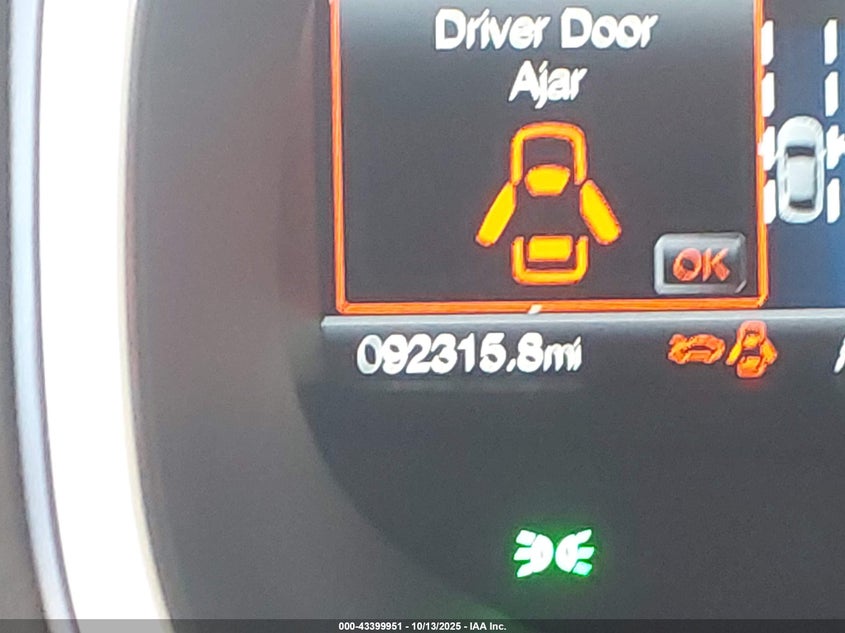 Driver Door
Ajar
OK
092315.8mi
000-43399951 - 10/13/2025 - IAA Inc.